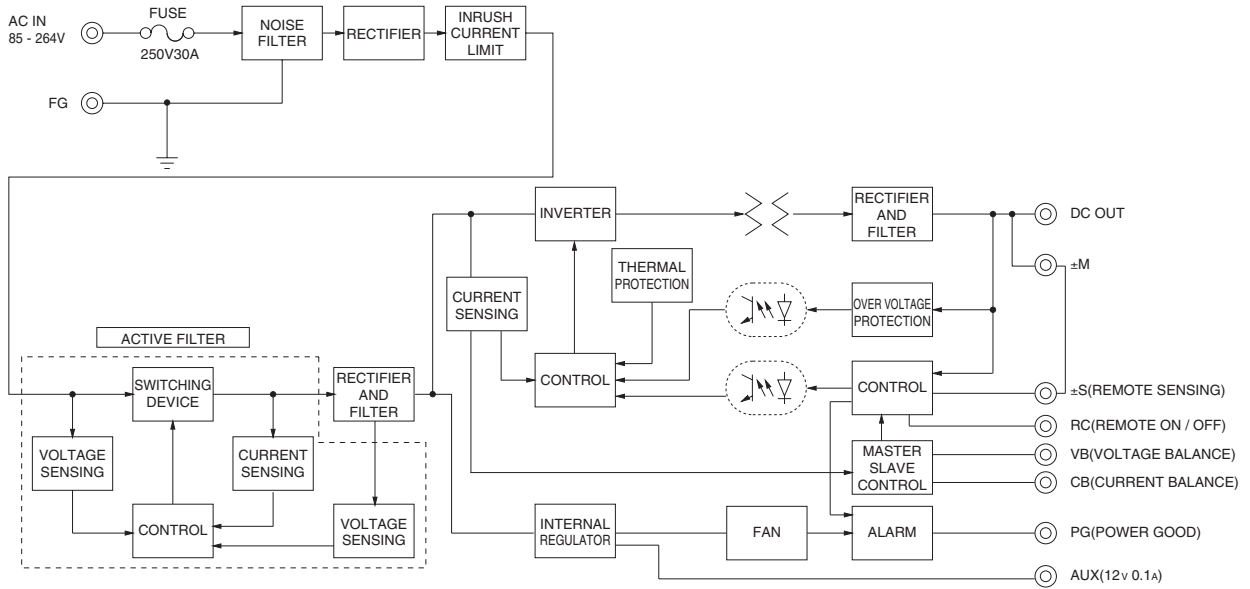 AC IN
85 - 264V
FUSE
250V30A
NOISE
FILTER
RECTIFIER
INRUSH
CURRENT
LIMIT
FG
INVERTER
RECTIFIER
AND
FILTER
DC OUT
THERMAL
PROTECTION
±M
CURRENT
SENSING
OVER VOLTAGE
PROTECTION
ACTIVE FILTER
SWITCHING
DEVICE
RECTIFIER
AND
FILTER
CONTROL
CONTROL
±S(REMOTE SENSING)
RC(REMOTE ON / OFF)
VOLTAGE
SENSING
CURRENT
SENSING
MASTER
SLAVE
CONTROL
VB(VOLTAGE BALANCE)
CB(CURRENT BALANCE)
CONTROL
VOLTAGE
SENSING
INTERNAL
REGULATOR
FAN
ALARM
PG(POWER GOOD)
AUX(12V 0.1A)